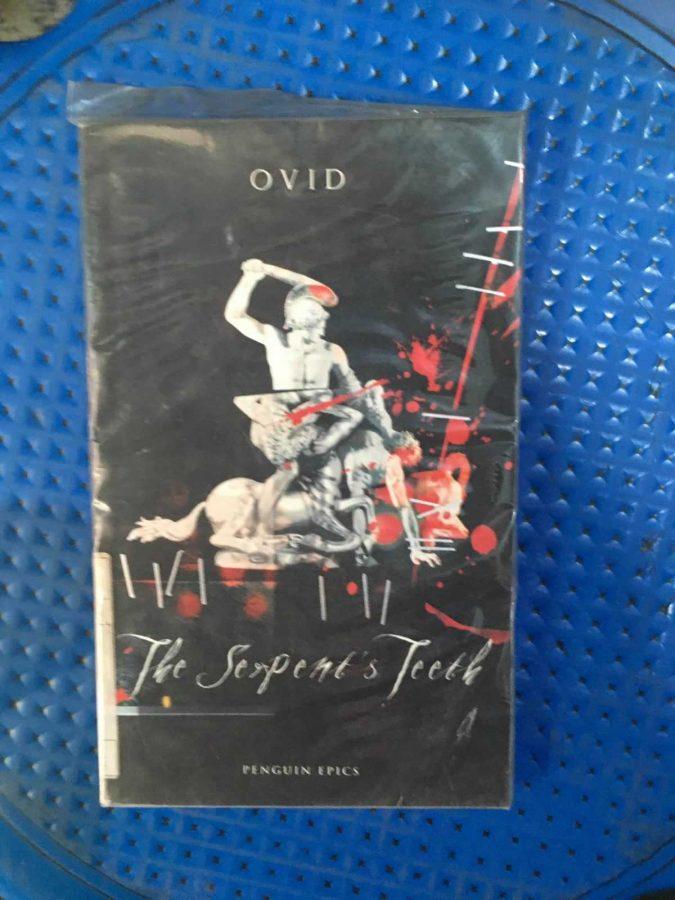 OVID
The Serpent's Teeth
PENGUIN EPICS